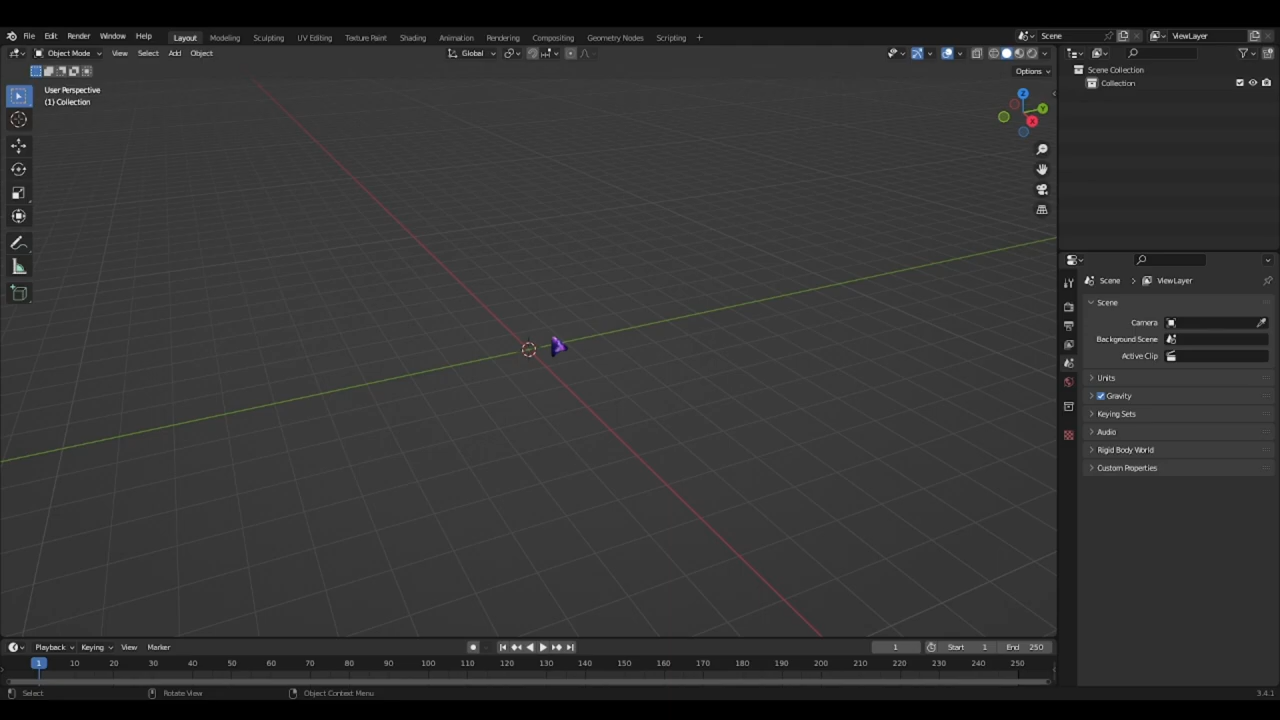 File Edit Render Window Help Layout Modeling Sculpting UV Editing Texture Paint Shading Animation Rendering Compositing Geometry Nodes Scripting + Scene ViewLayer
Object Mode View Select Add Object Global
Options
User Perspective
(1) Collection
Z
Y
X
Scene Collection
Collection
Scene > ViewLayer
Scene
Camera
Background Scene
Active Clip
Units
Gravity
Keying Sets
Audio
Rigid Body World
Custom Properties
Playback Keying View Marker 1 Start 1 End 250
1 10 20 30 40 50 60 70 80 90 100 110 120 130 140 150 160 170 180 190 200 210 220 230 240 250
Select Rotate View Object Context Menu 3.4.1